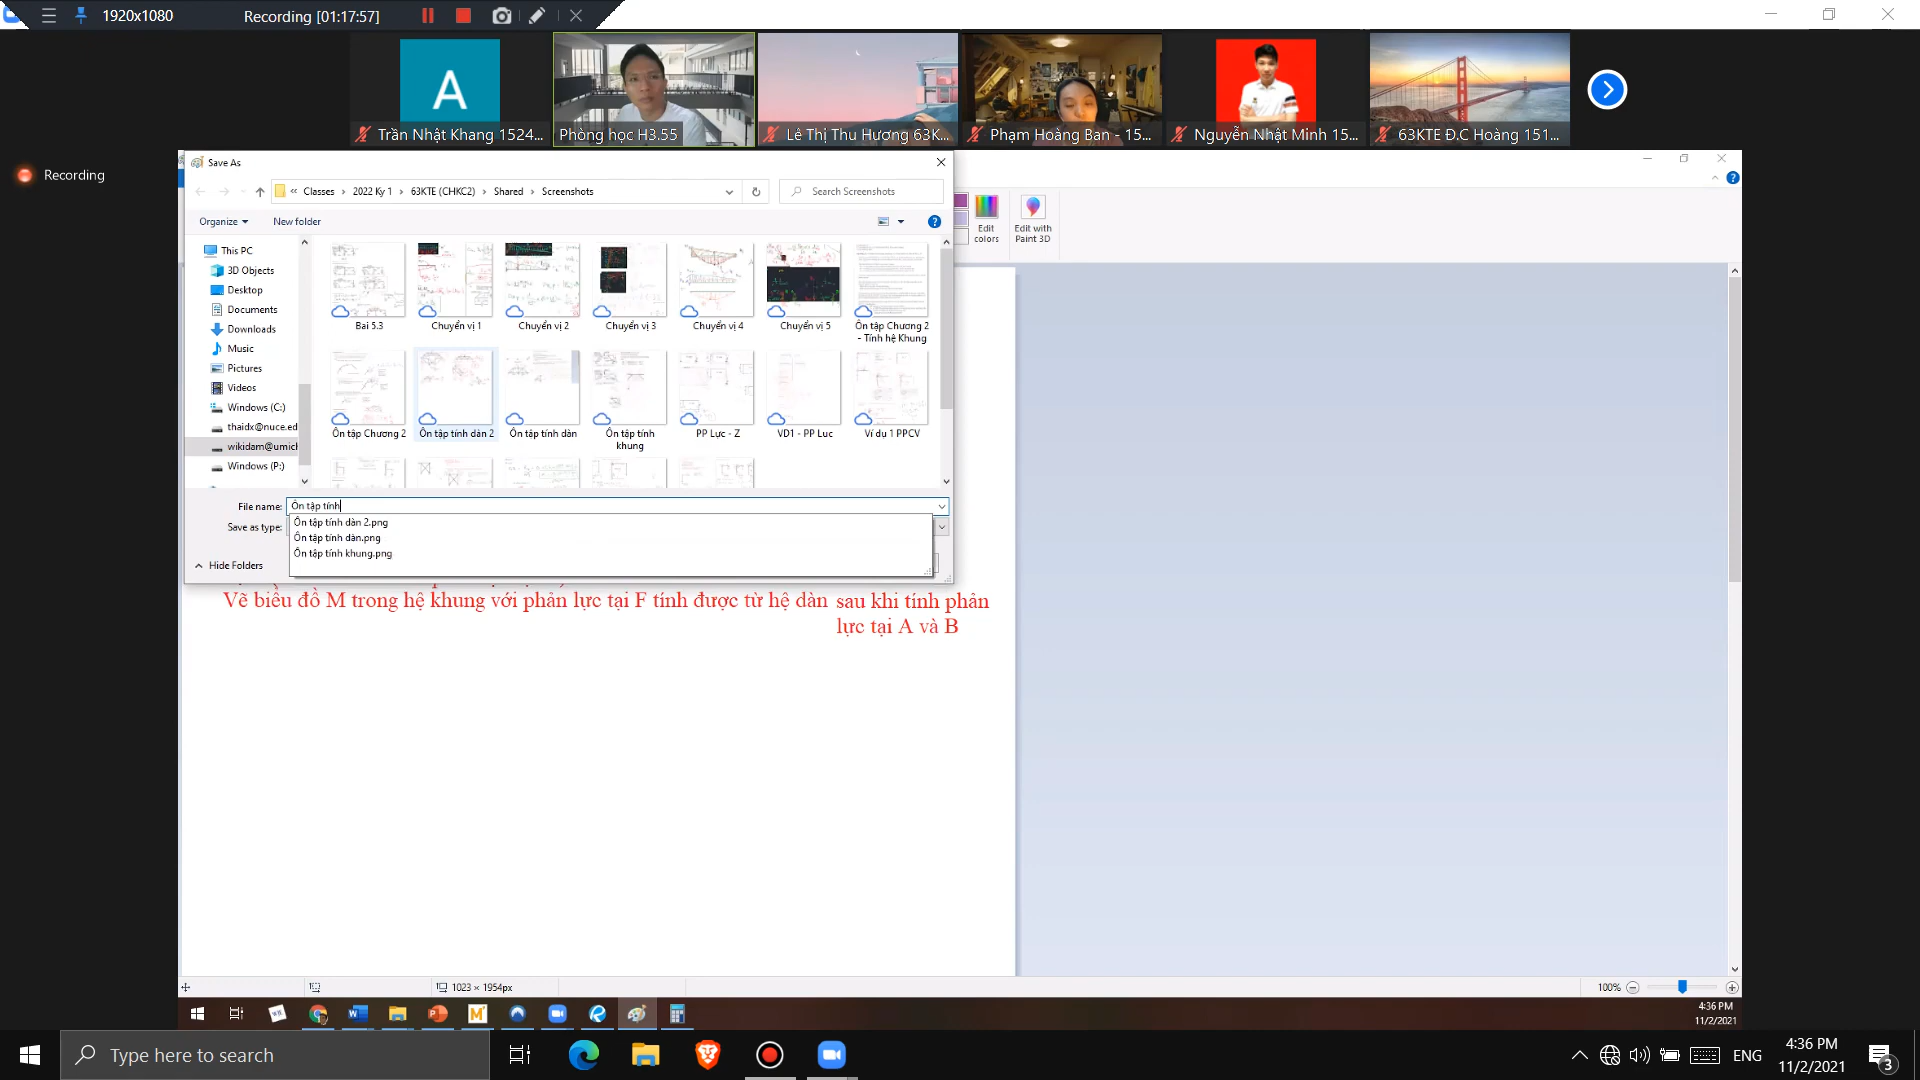 1920x1080
Recording [01:17:57]
A
Trần Nhật Khang 1524...
Phòng học H3.55
Lê Thị Thu Hương 63K...
Phạm Hoàng Ban - 15...
Nguyễn Nhật Minh 15...
63KTE Đ.C Hoàng 151...
Recording
Save As
« Classes › 2022 Ky 1 › 63KTE (CHKC2) › Shared › Screenshots
Search Screenshots
Organize
New folder
Edit colors
Edit with Paint 3D
This PC
3D Objects
Desktop
Documents
Downloads
Music
Pictures
Videos
Windows (C:)
thaidx@nuce.ed
wikidam@umich
Windows (P:)
Bai 5.3
Chuyển vị 1
Chuyển vị 2
Chuyển vị 3
Chuyển vị 4
Chuyển vị 5
Ôn tập Chương 2 - Tính hệ Khung
Ôn tập Chương 2
Ôn tập tính dàn 2
Ôn tập tính dàn
Ôn tập tính khung
PP Lực - Z
VD1 - PP Luc
Ví dụ 1 PPCV
File name: Ôn tập tính
Save as type:
Ôn tập tính dàn 2.png
Ôn tập tính dàn.png
Ôn tập tính khung.png
Hide Folders
Vẽ biểu đồ M trong hệ khung với phản lực tại F tính được từ hệ dàn sau khi tính phản
lực tại A và B
1023 × 1954px
100%
4:36 PM
11/2/2021
Type here to search
ENG
4:36 PM
11/2/2021
3